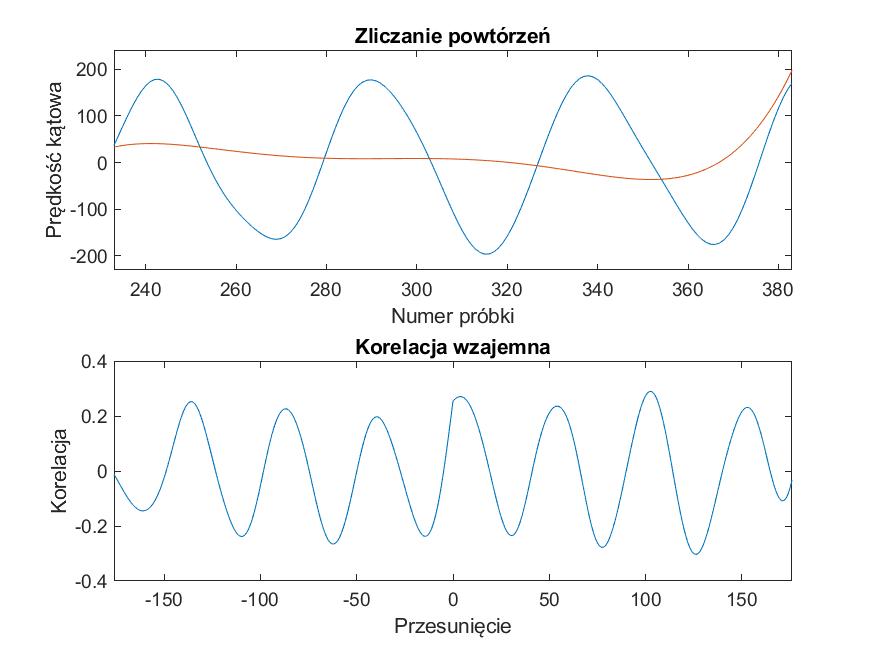 Zliczanie powtórzeń
200
100
0
-100
-200
Prędkość kątowa
240 260 280 300 320 340 360 380
Numer próbki
Korelacja wzajemna
0.4
0.2
0
-0.2
-0.4
Korelacja
-150 -100 -50 0 50 100 150
Przesunięcie